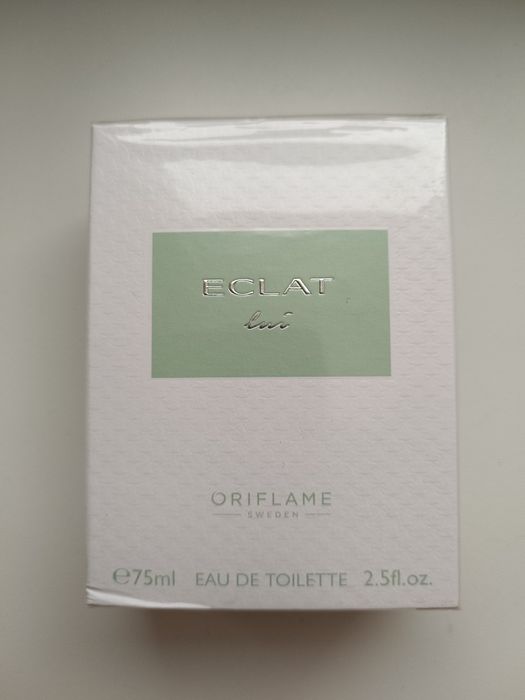 ECLAT
lui
ORIFLAME
SWEDEN
℮75ml EAU DE TOILETTE 2.5fl.oz.